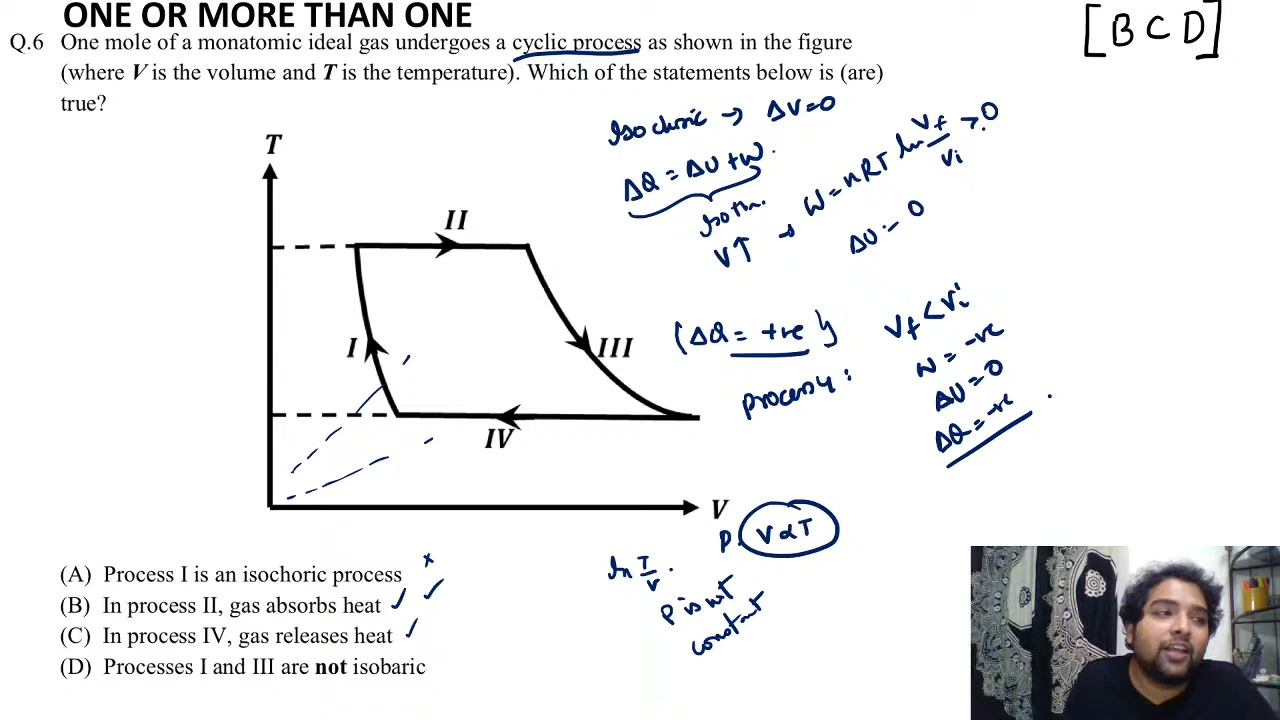 ONE OR MORE THAN ONE
[B C D]
Q.6 One mole of a monatomic ideal gas undergoes a cyclic process as shown in the figure
(where V is the volume and T is the temperature). Which of the statements below is (are)
true?
Isochoric → ΔV=0
ΔQ = ΔU + W
Isoth.
V↑ → W = nRT ln Vf/Vi > 0
ΔU = 0
T
II
I
III
IV
V
(ΔQ = +ve)
Process 4 :
Vf < Vi
W = -ve
ΔU = 0
ΔQ = -ve
P. V∝T
ln T/V.
P is not
constant
(A) Process I is an isochoric process ×
(B) In process II, gas absorbs heat ✓ ✓
(C) In process IV, gas releases heat ✓
(D) Processes I and III are not isobaric